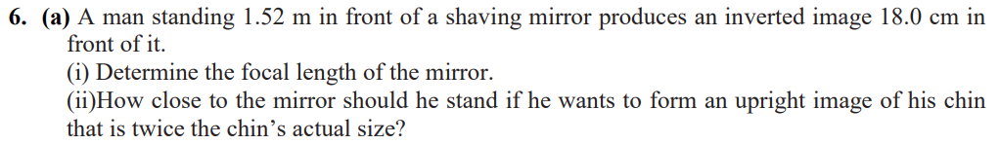 6. (a) A man standing 1.52 m in front of a shaving mirror produces an inverted image 18.0 cm in
front of it.
(i) Determine the focal length of the mirror.
(ii)How close to the mirror should he stand if he wants to form an upright image of his chin
that is twice the chin’s actual size?